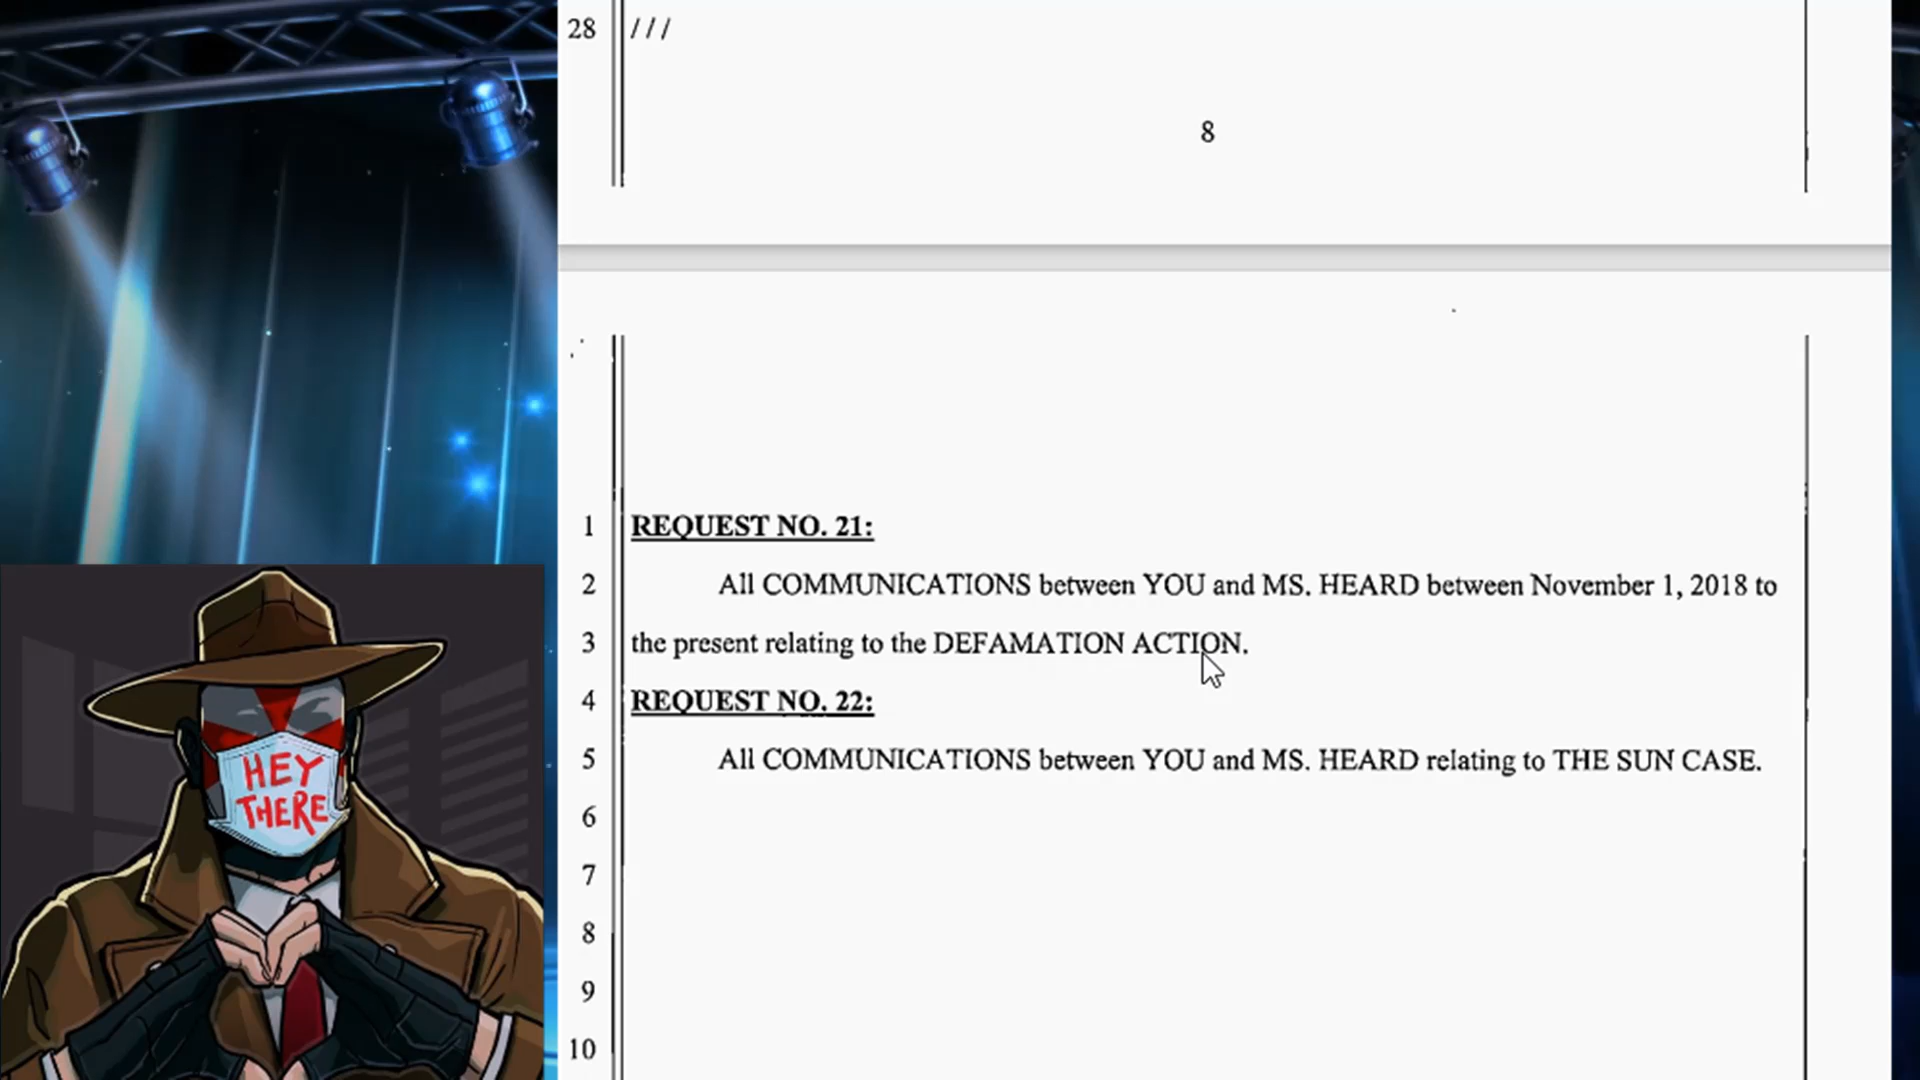 28 ///
8
1 REQUEST NO. 21:
2 All COMMUNICATIONS between YOU and MS. HEARD between November 1, 2018 to
3 the present relating to the DEFAMATION ACTION.
4 REQUEST NO. 22:
5 All COMMUNICATIONS between YOU and MS. HEARD relating to THE SUN CASE.
6
7
8
9
10
HEY
THERE